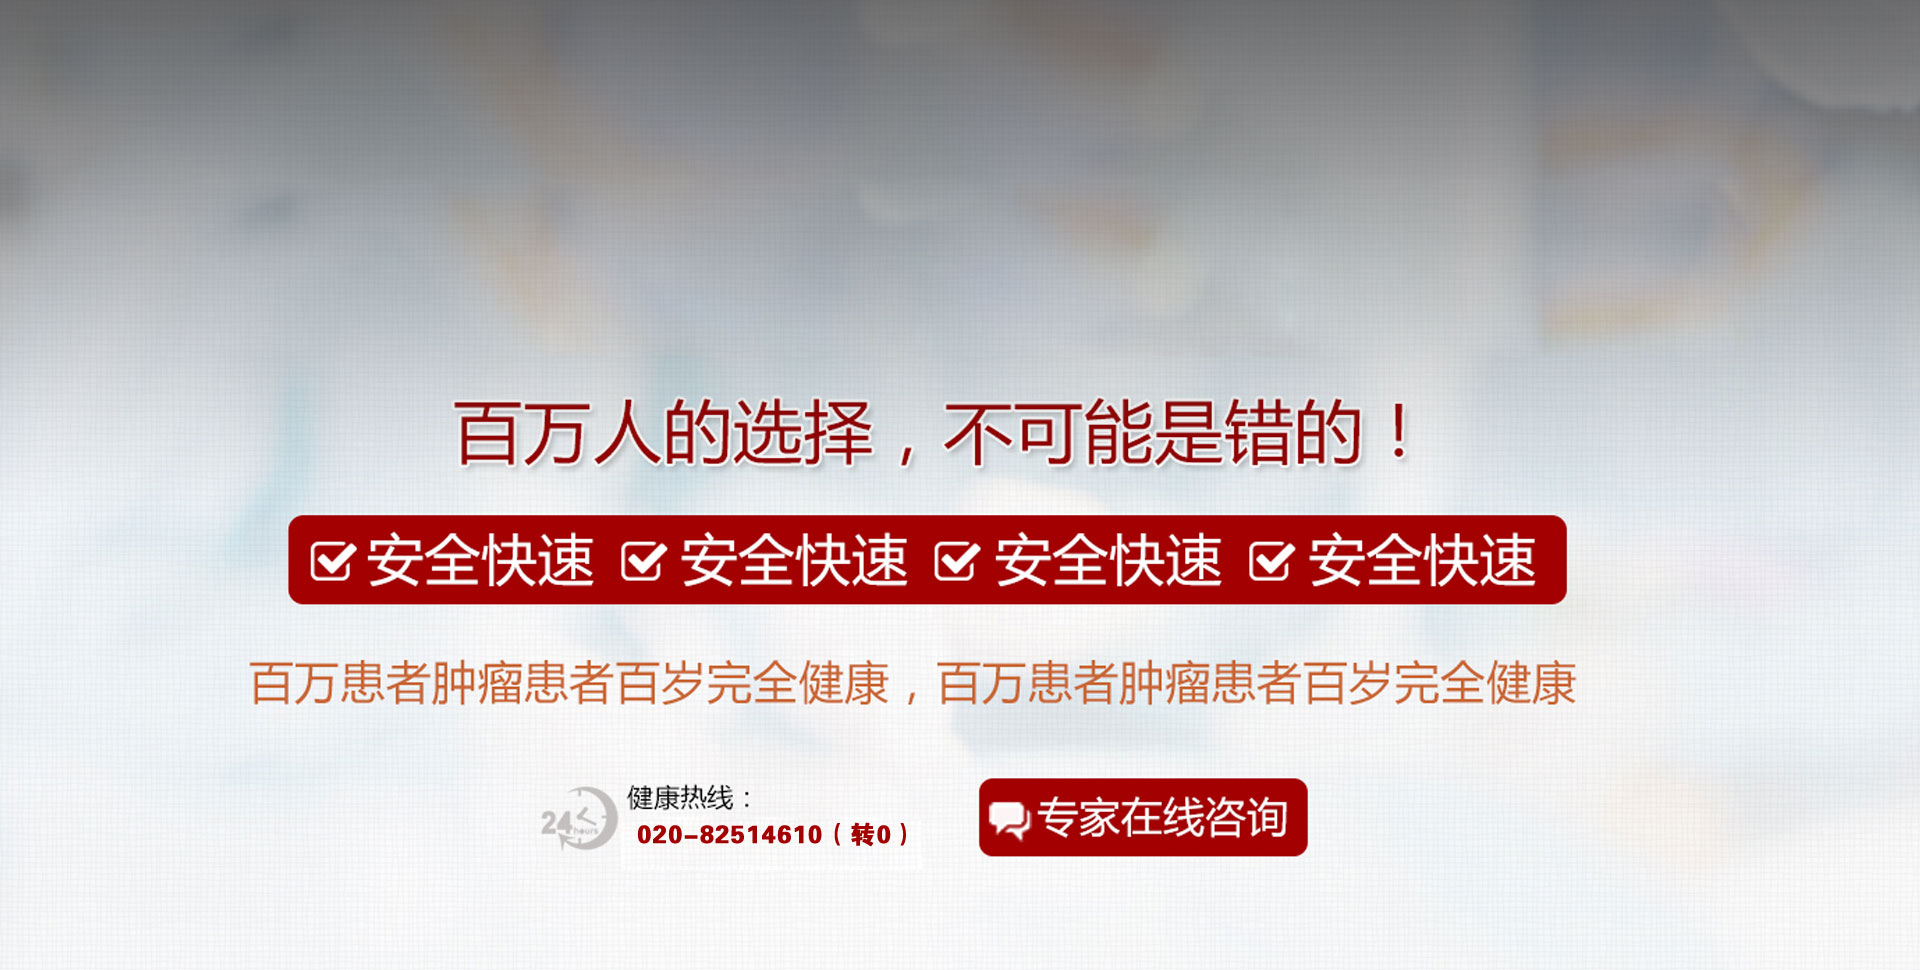 百万人的选择，不可能是错的！
安全快速 安全快速 安全快速 安全快速
百万患者肿瘤患者百岁完全健康，百万患者肿瘤患者百岁完全健康
24 hours
健康热线：
020-82514610（转0）
专家在线咨询